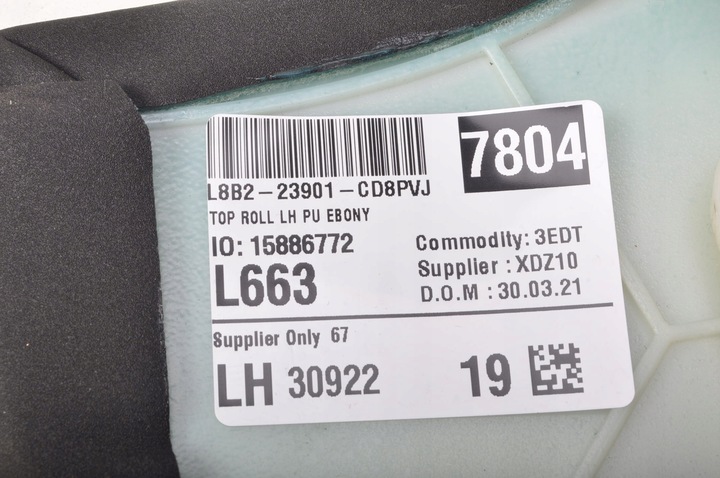 7804
L8B2-23901-CD8PVJ
TOP ROLL LH PU EBONY
IO: 15886772
L663
Commodity: 3EDT
Supplier : XDZ10
D.O.M : 30.03.21
Supplier Only 67
LH 30922
19